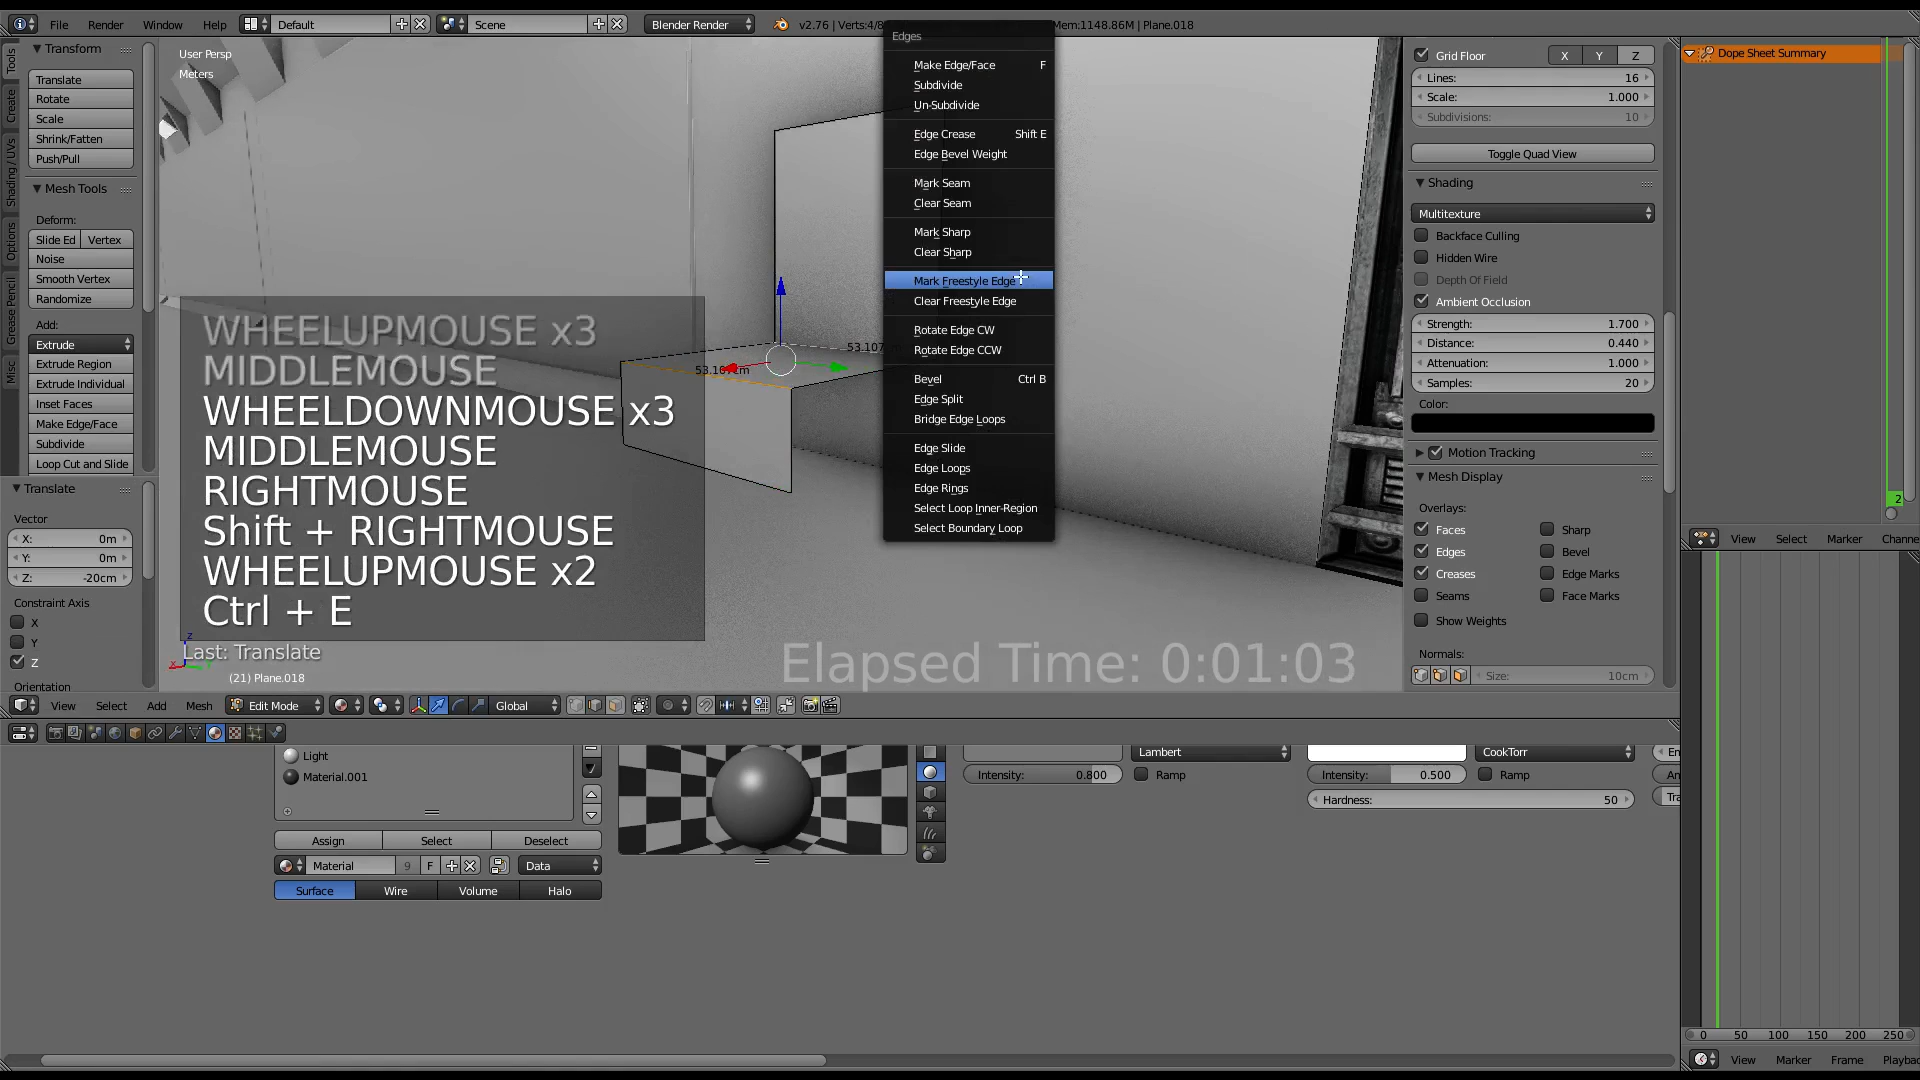 File Render Window Help Default Scene Blender Render v2.76 | Verts:4/8 Mem:1148.86M | Plane.018
Tools
Create
Shading / UVs
Options
Grease Pencil
Misc
Transform
Translate
Rotate
Scale
Shrink/Fatten
Push/Pull
Mesh Tools
Deform:
Slide Ed Vertex
Noise
Smooth Vertex
Randomize
Add:
Extrude
Extrude Region
Extrude Individual
Inset Faces
Make Edge/Face
Subdivide
Loop Cut and Slide
Translate
Vector
X: 0m
Y: 0m
Z: -20cm
Constraint Axis
X
Y
Z
Orientation
User Persp
Meters
WHEELUPMOUSE x3
MIDDLEMOUSE
WHEELDOWNMOUSE x3
MIDDLEMOUSE
RIGHTMOUSE
Shift + RIGHTMOUSE
WHEELUPMOUSE x2
Ctrl + E
Last: Translate
(21) Plane.018
Elapsed Time: 0:01:03
Edges
Make Edge/Face F
Subdivide
Un-Subdivide
Edge Crease Shift E
Edge Bevel Weight
Mark Seam
Clear Seam
Mark Sharp
Clear Sharp
Mark Freestyle Edge
Clear Freestyle Edge
Rotate Edge CW
Rotate Edge CCW
Bevel Ctrl B
Edge Split
Bridge Edge Loops
Edge Slide
Edge Loops
Edge Rings
Select Loop Inner-Region
Select Boundary Loop
Grid Floor X Y Z
Lines: 16
Scale: 1.000
Subdivisions: 10
Toggle Quad View
Shading
Multitexture
Backface Culling
Hidden Wire
Depth Of Field
Ambient Occlusion
Strength: 1.700
Distance: 0.440
Attenuation: 1.000
Samples: 20
Color:
Motion Tracking
Mesh Display
Overlays:
Faces Sharp
Edges Bevel
Creases Edge Marks
Seams Face Marks
Show Weights
Normals:
Size: 10cm
Dope Sheet Summary
2
View Select Marker Channe
View Select Add Mesh Edit Mode Global
Light
Material.001
Assign Select Deselect
Material 9 F Data
Surface Wire Volume Halo
Lambert CookTorr
Intensity: 0.800 Ramp Intensity: 0.500 Ramp
Hardness: 50
0 50 100 150 200 250
View Marker Frame Playba